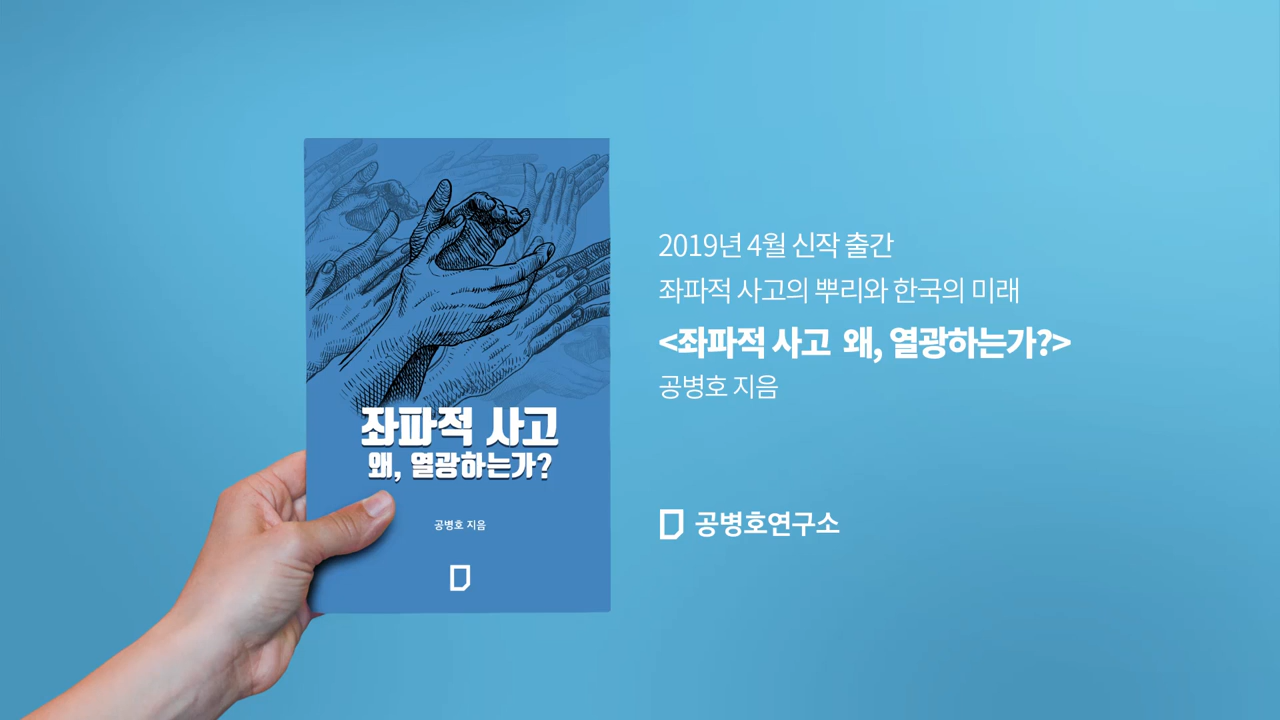 좌파적 사고
왜, 열광하는가?
공병호 지음
2019년 4월 신작 출간
좌파적 사고의 뿌리와 한국의 미래
<좌파적 사고 왜, 열광하는가?>
공병호 지음
공병호연구소